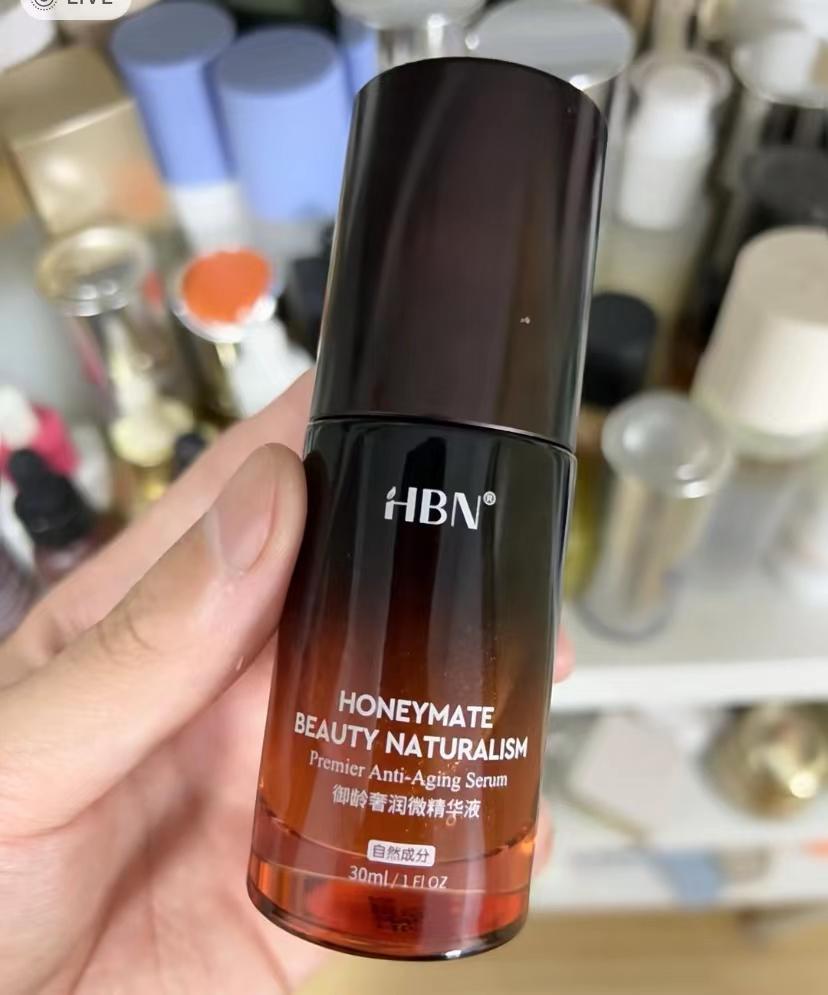 LIVE
HBN®
HONEYMATE
BEAUTY NATURALISM
Premier Anti-Aging Serum
御龄奢润微精华液
自然成分
30ml/1 FL OZ